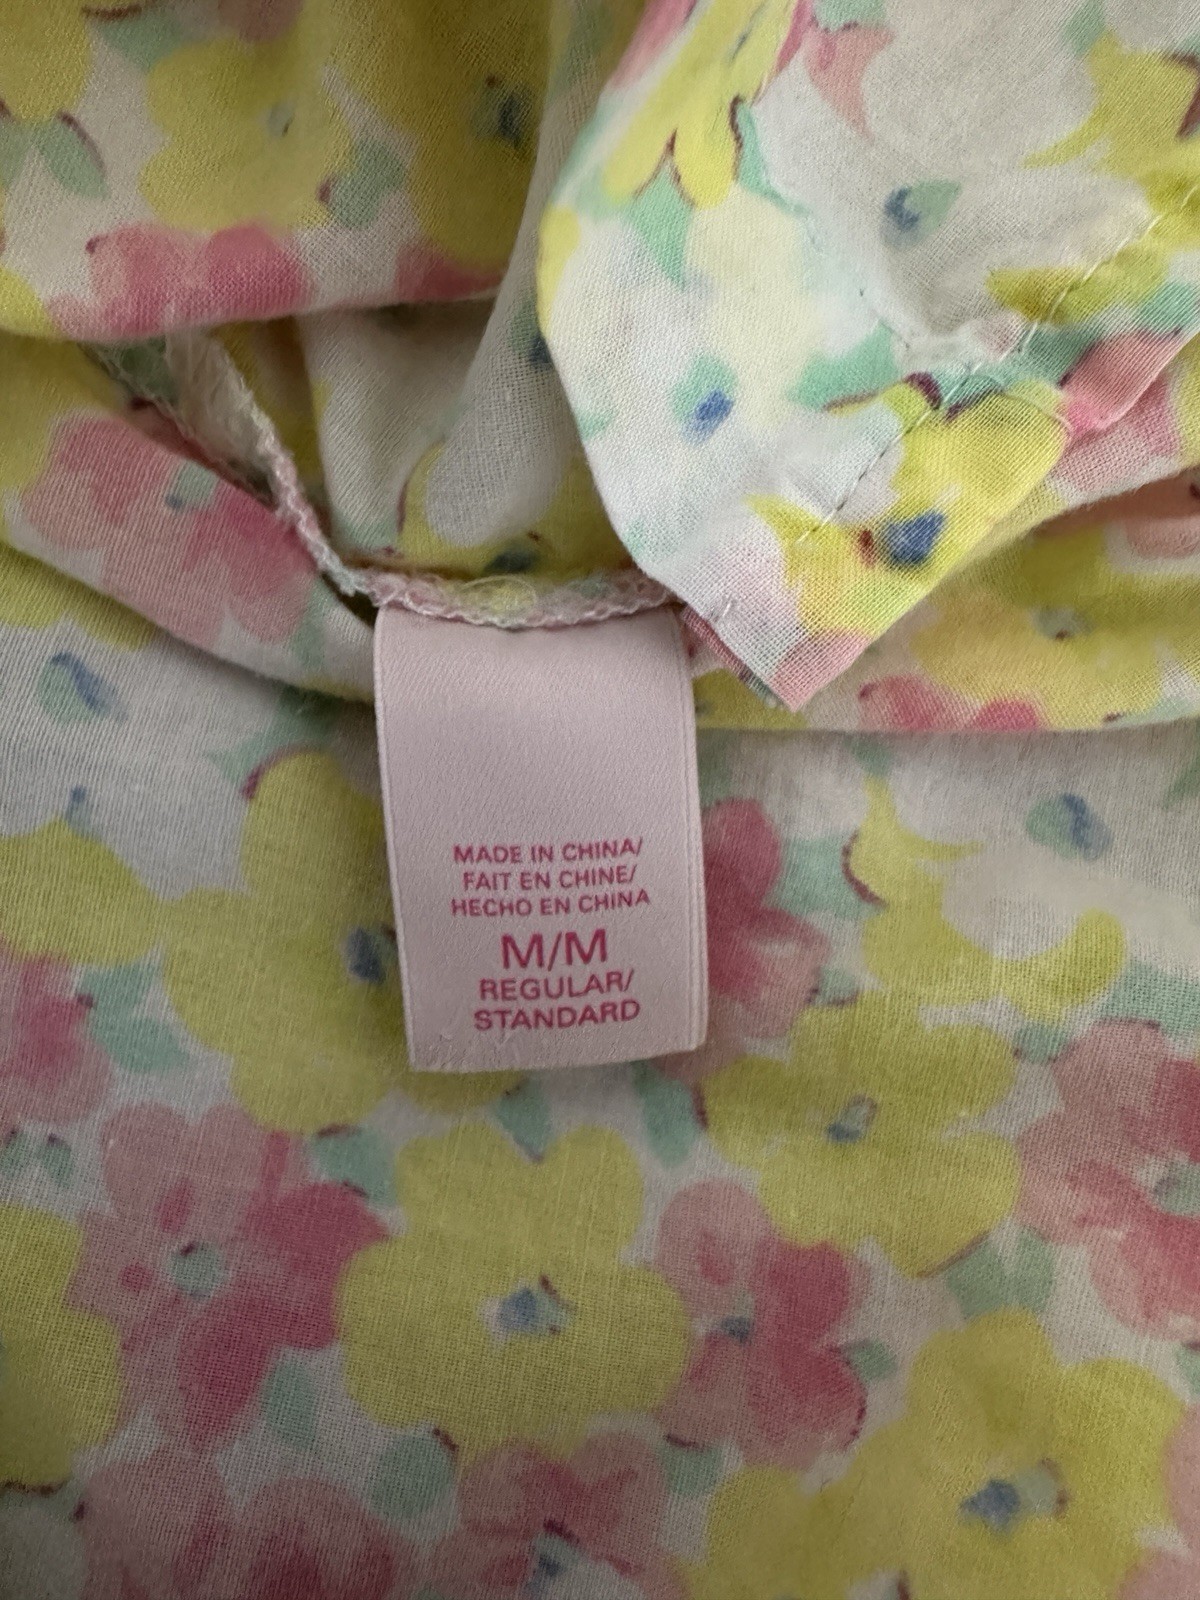 MADE IN CHINA/
FAIT EN CHINE/
HECHO EN CHINA
M/M
REGULAR/
STANDARD